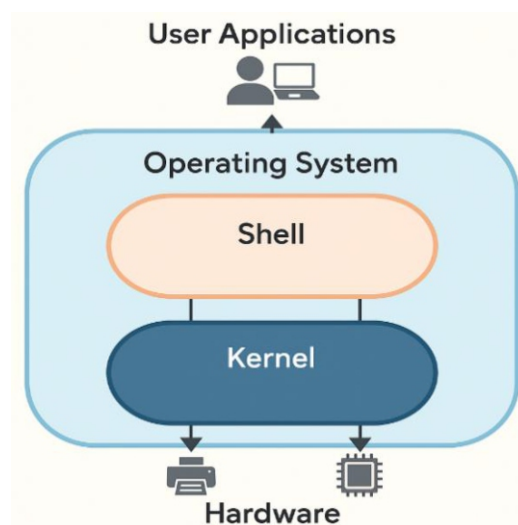 User Applications
Operating System
Shell
Kernel
Hardware